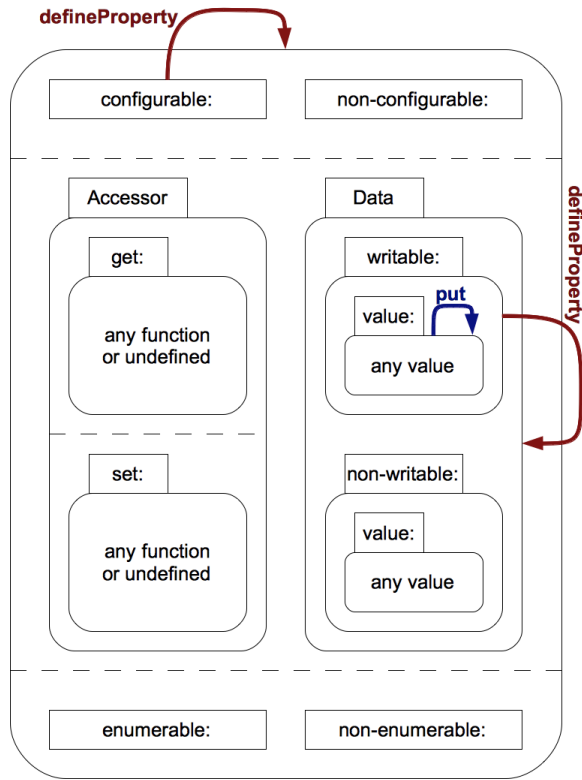 defineProperty
configurable:
non-configurable:
Accessor
Data
get:
any function
or undefined
set:
any function
or undefined
writable:
put
value:
any value
defineProperty
non-writable:
value:
any value
enumerable:
non-enumerable: